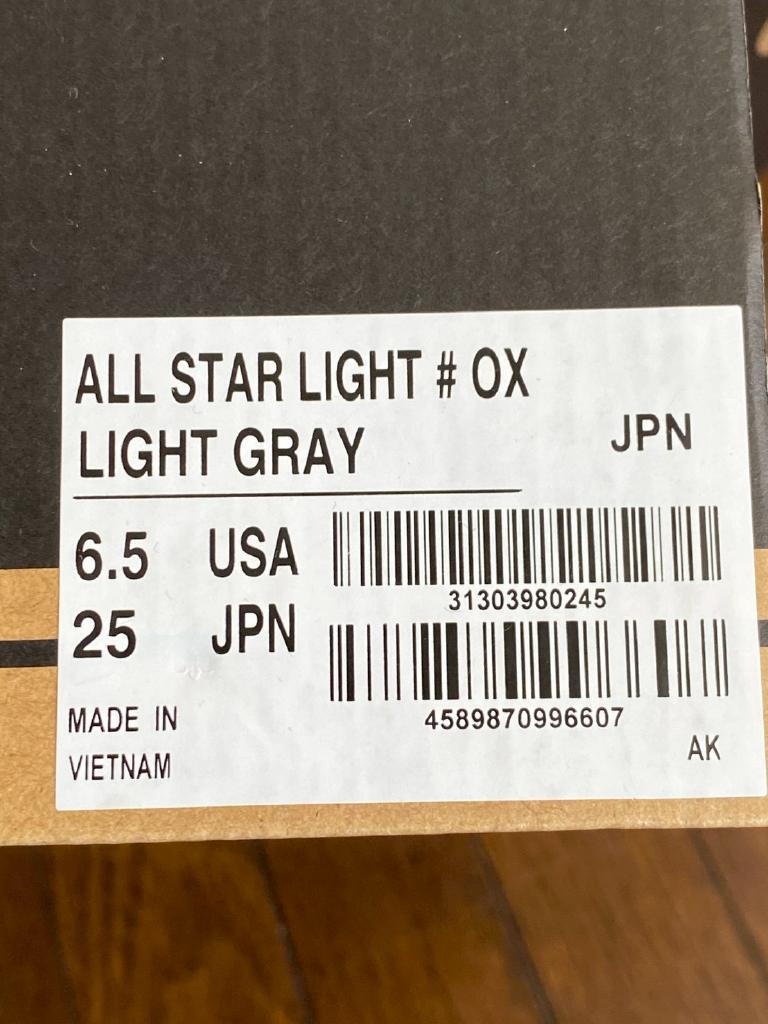 ALL STAR LIGHT # OX
LIGHT GRAY
JPN
6.5 USA
31303980245
25 JPN
4589870996607
MADE IN
VIETNAM
AK